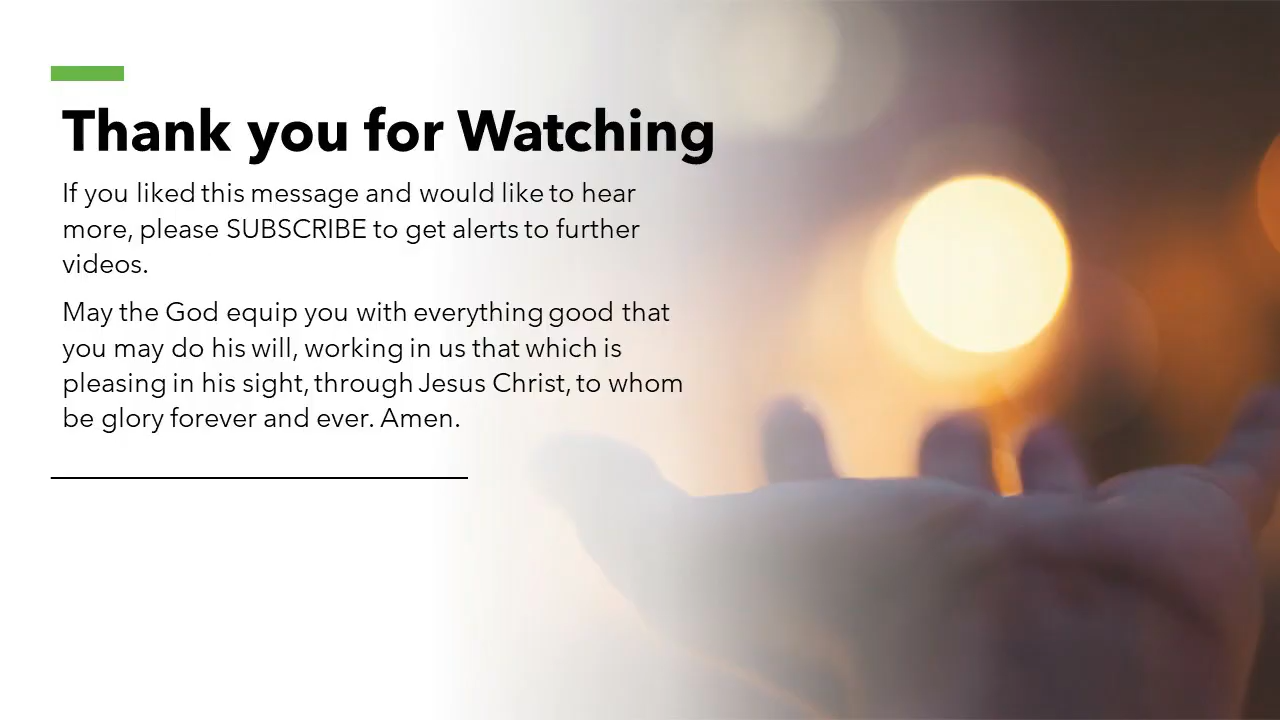 Thank you for Watching
If you liked this message and would like to hear
more, please SUBSCRIBE to get alerts to further
videos.
May the God equip you with everything good that
you may do his will, working in us that which is
pleasing in his sight, through Jesus Christ, to whom
be glory forever and ever. Amen.